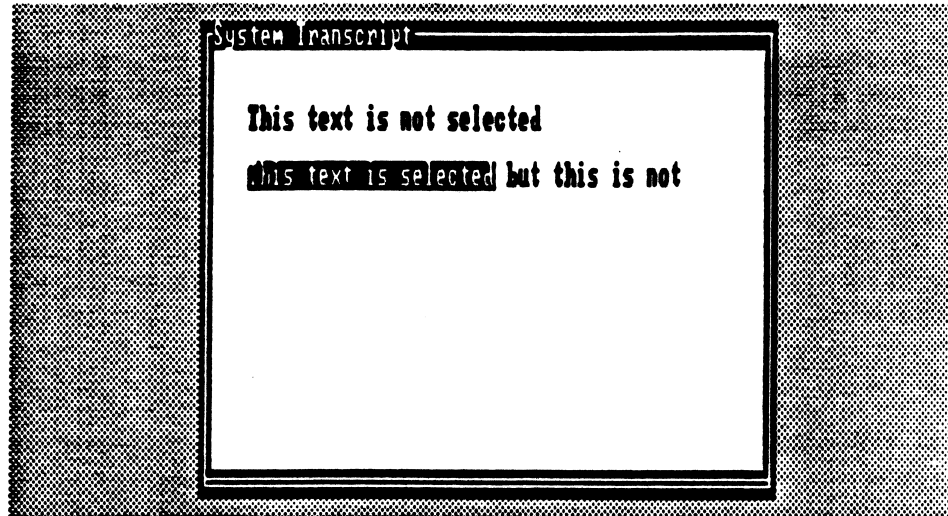 System Transcript
This text is not selected
this text is selected but this is not